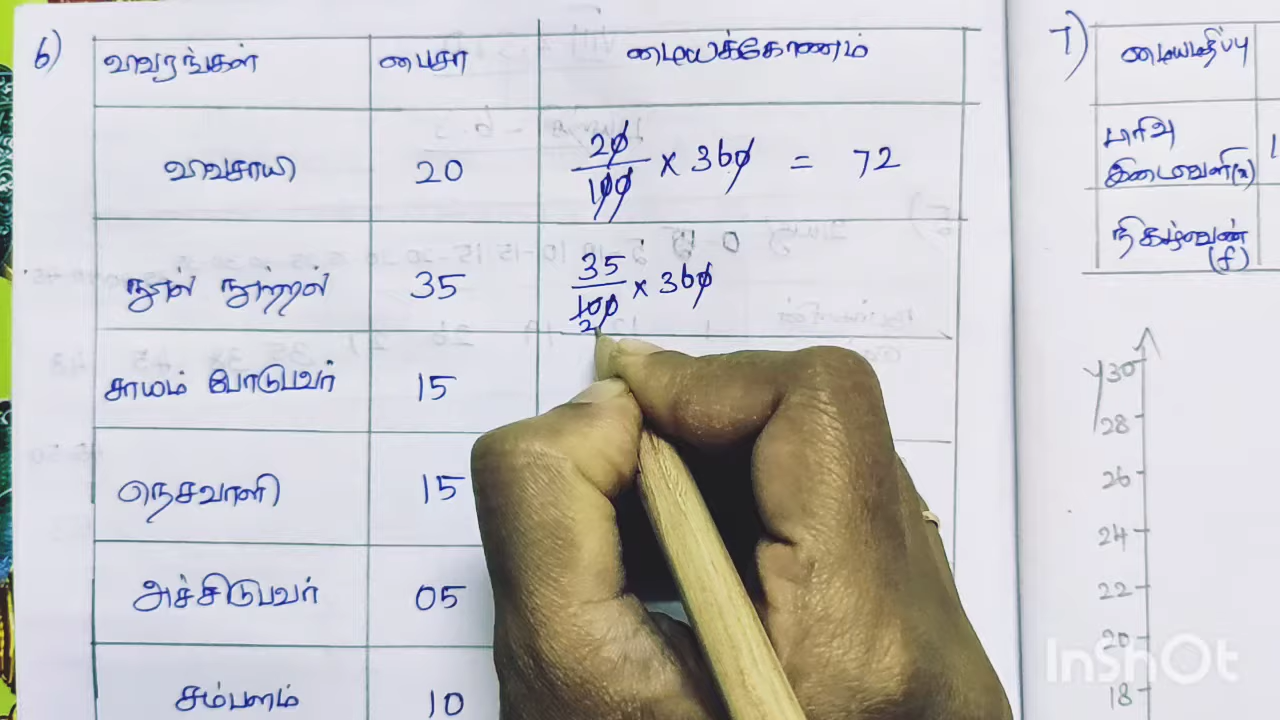 6)
விவரங்கள் பைசா மையக்கோணம்
விவசாயி 20 20/100 × 360 = 72
நூல் நூற்றல் 35 35/100 × 360
2
சாயம் போடுபவர் 15
நெசவாளி 15
அச்சிடுபவர் 05
சம்பளம் 10
7)
மையமதிப்பு
பிரிவு
இடைவெளி(x)
நிகழ்வெண்
(f)
y
30
28
26
24
22
20
18
InShOt